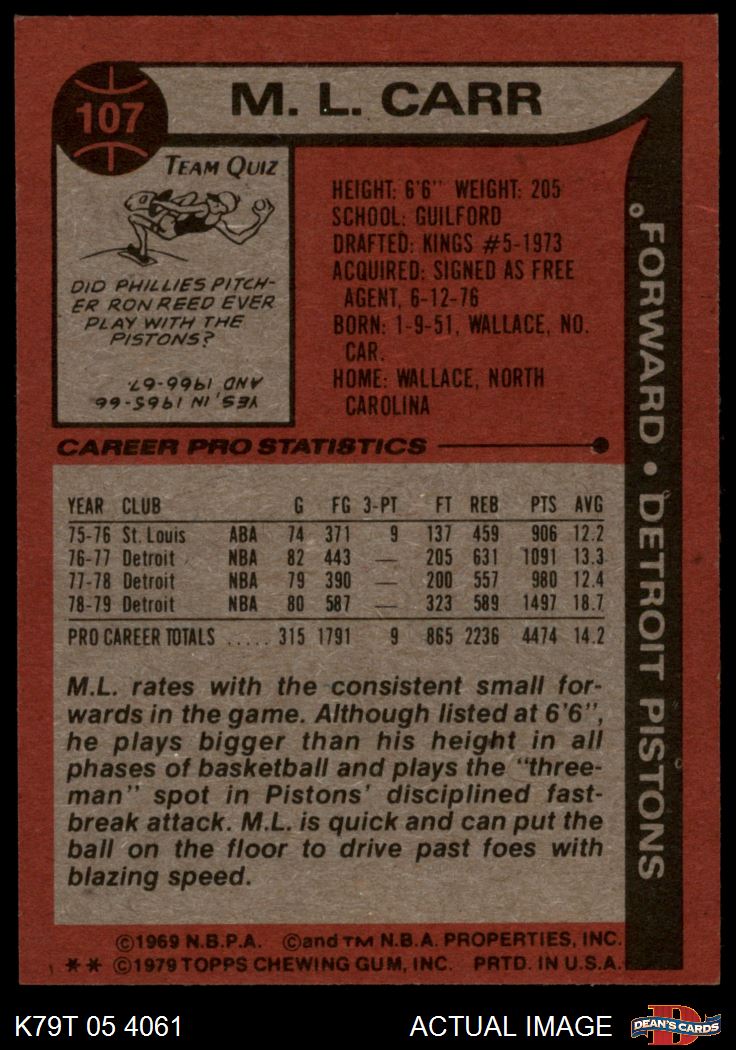 107
M. L. CARR
TEAM QUIZ
DID PHILLIES PITCH-
ER RON REED EVER
PLAY WITH THE
PISTONS?
YES, IN 1965-66
AND 1966-67.
HEIGHT: 6'6" WEIGHT: 205
SCHOOL: GUILFORD
DRAFTED: KINGS #5-1973
ACQUIRED: SIGNED AS FREE
AGENT, 6-12-76
BORN: 1-9-51, WALLACE, NO.
CAR.
HOME: WALLACE, NORTH
CAROLINA
FORWARD • DETROIT PISTONS
CAREER PRO STATISTICS
YEAR CLUB G FG 3-PT FT REB PTS AVG
75-76 St. Louis ABA 74 371 9 137 459 906 12.2
76-77 Detroit NBA 82 443 — 205 631 1091 13.3
77-78 Detroit NBA 79 390 — 200 557 980 12.4
78-79 Detroit NBA 80 587 — 323 589 1497 18.7
PRO CAREER TOTALS ..... 315 1791 9 865 2236 4474 14.2
M.L. rates with the consistent small for-
wards in the game. Although listed at 6'6",
he plays bigger than his height in all
phases of basketball and plays the "three-
man" spot in Pistons' disciplined fast-
break attack. M.L. is quick and can put the
ball on the floor to drive past foes with
blazing speed.
©1969 N.B.P.A. ©and TM N.B.A. PROPERTIES, INC.
** ©1979 TOPPS CHEWING GUM, INC. PRTD. IN U.S.A.
K79T 05 4061 ACTUAL IMAGE DEAN'S CARDS